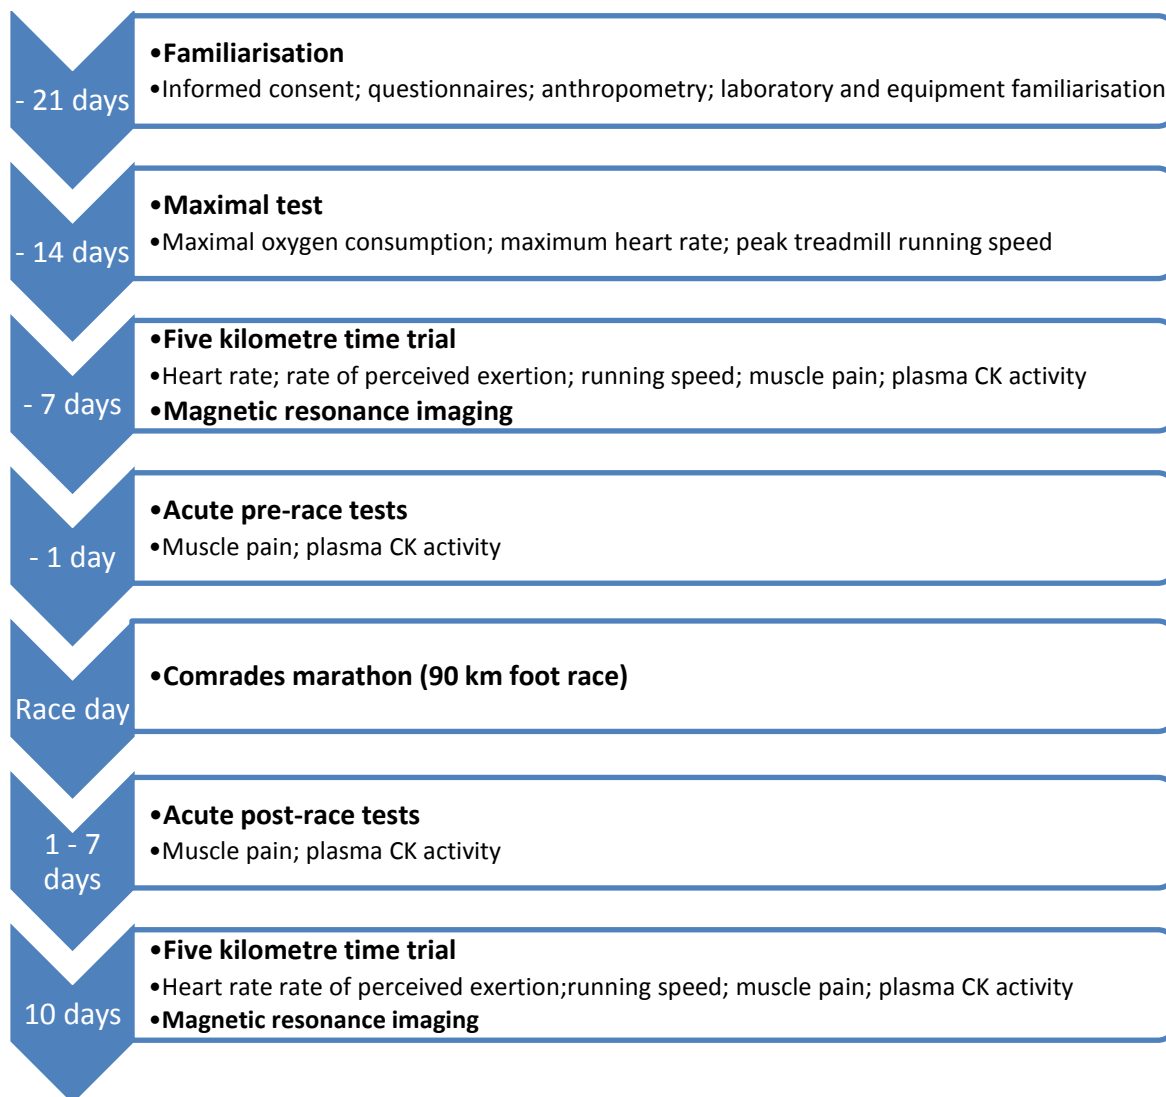 - 21 days
•Familiarisation
•Informed consent; questionnaires; anthropometry; laboratory and equipment familiarisation
- 14 days
•Maximal test
•Maximal oxygen consumption; maximum heart rate; peak treadmill running speed
- 7 days
•Five kilometre time trial
•Heart rate; rate of perceived exertion; running speed; muscle pain; plasma CK activity
•Magnetic resonance imaging
- 1 day
•Acute pre-race tests
•Muscle pain; plasma CK activity
Race day
•Comrades marathon (90 km foot race)
1 - 7
days
•Acute post-race tests
•Muscle pain; plasma CK activity
10 days
•Five kilometre time trial
•Heart rate rate of perceived exertion;running speed; muscle pain; plasma CK activity
•Magnetic resonance imaging